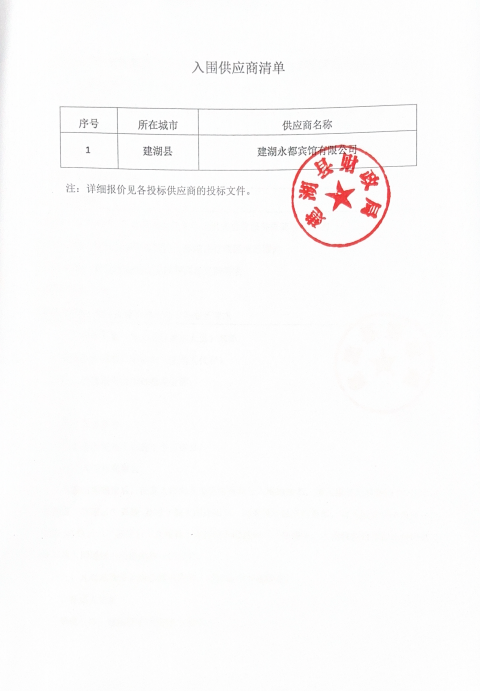 入围供应商清单
序号 所在城市 供应商名称
1 建湖县 建湖永都宾馆有限公司
注：详细报价见各投标供应商的投标文件。
建湖县财政局